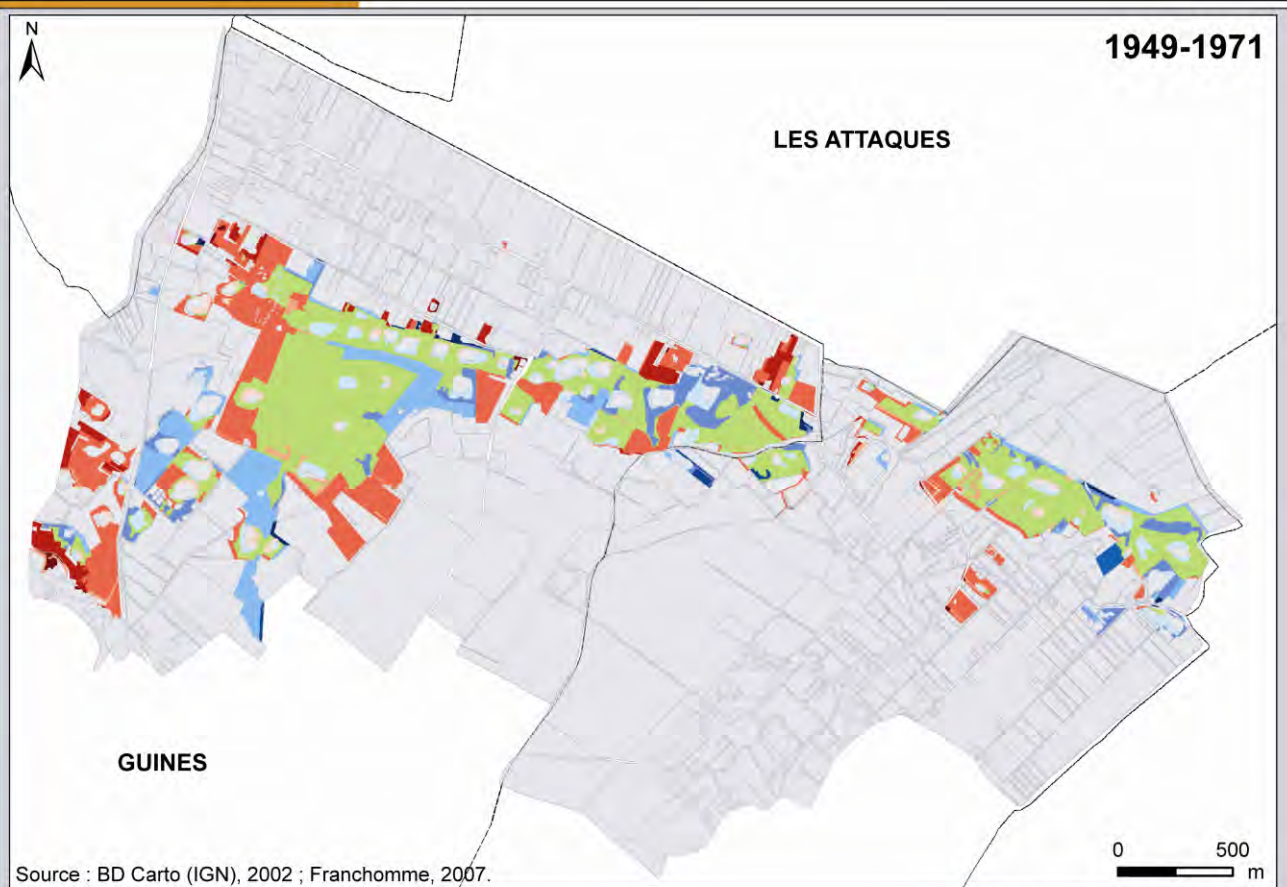 N
1949-1971
LES ATTAQUES
GUINES
0 500
m
Source : BD Carto (IGN), 2002 ; Franchomme, 2007.